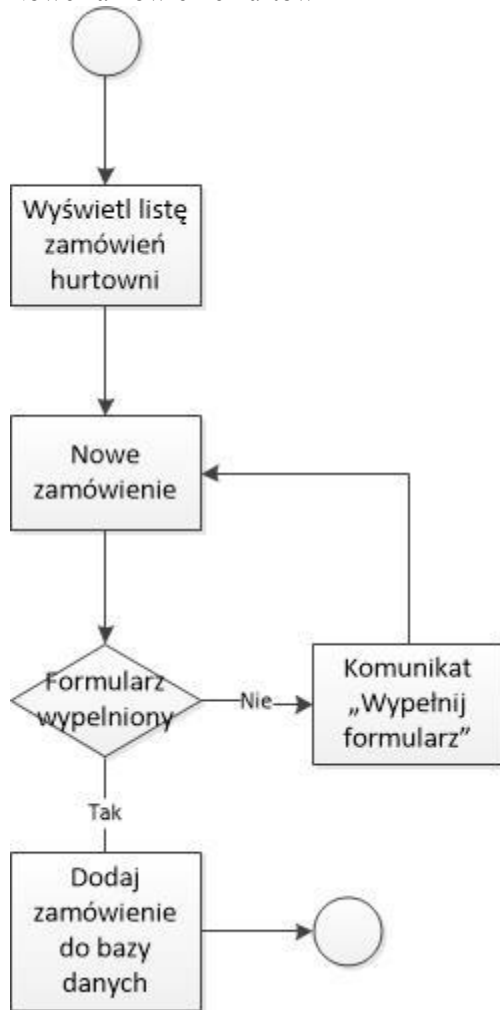 Wyświetl listę
zamówień
hurtowni
Nowe
zamówienie
Formularz
wypelniony
Nie
Komunikat
„Wypełnij
formularz”
Tak
Dodaj
zamówienie
do bazy
danych